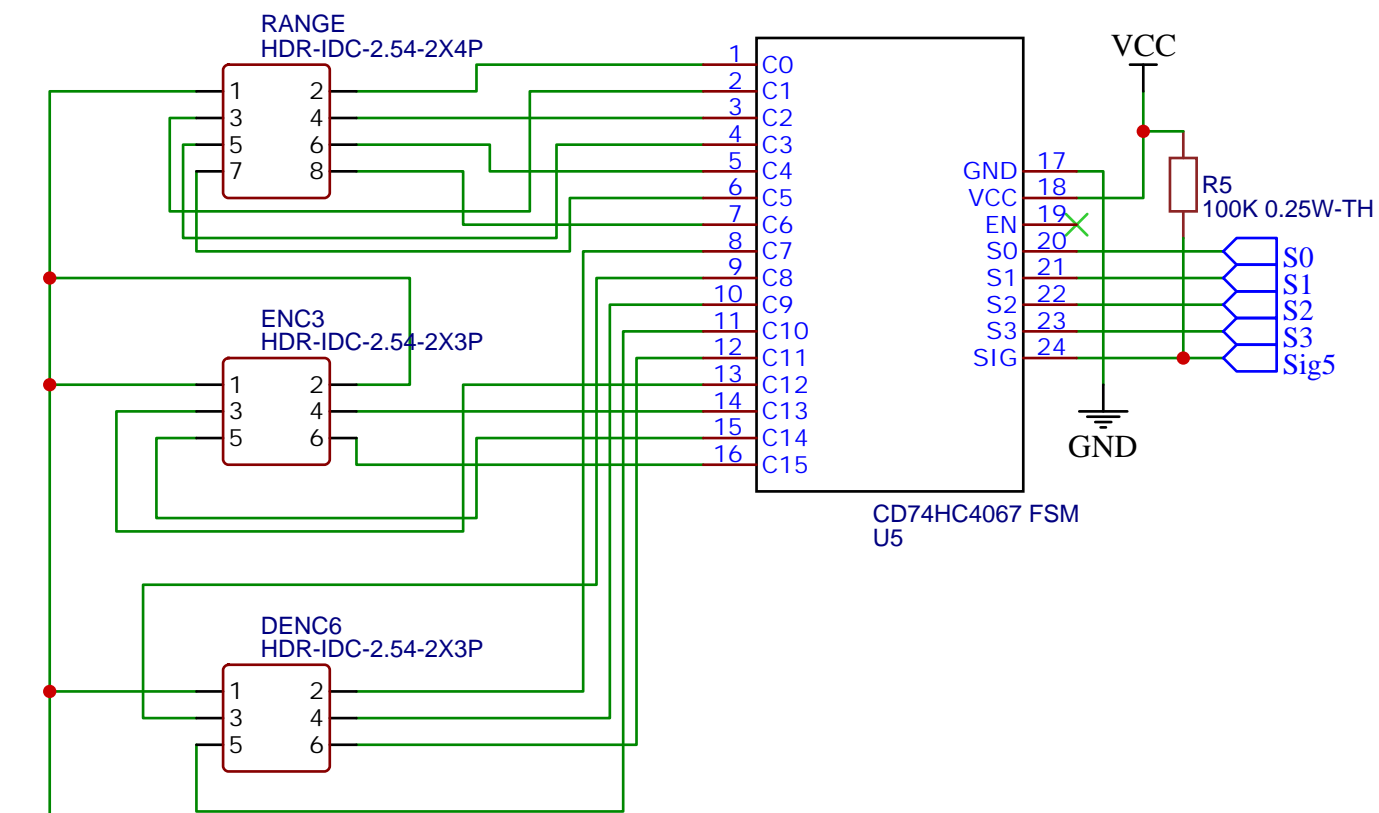 RANGE
HDR-IDC-2.54-2X4P
1 2
3 4
5 6
7 8
ENC3
HDR-IDC-2.54-2X3P
1 2
3 4
5 6
DENC6
HDR-IDC-2.54-2X3P
1 2
3 4
5 6
1 C0
2 C1
3 C2
4 C3
5 C4
6 C5
7 C6
8 C7
9 C8
10 C9
11 C10
12 C11
13 C12
14 C13
15 C14
16 C15
GND 17
VCC 18
EN 19
S0 20
S1 21
S2 22
S3 23
SIG 24
CD74HC4067 FSM
U5
VCC
R5
100K 0.25W-TH
S0
S1
S2
S3
Sig5
GND